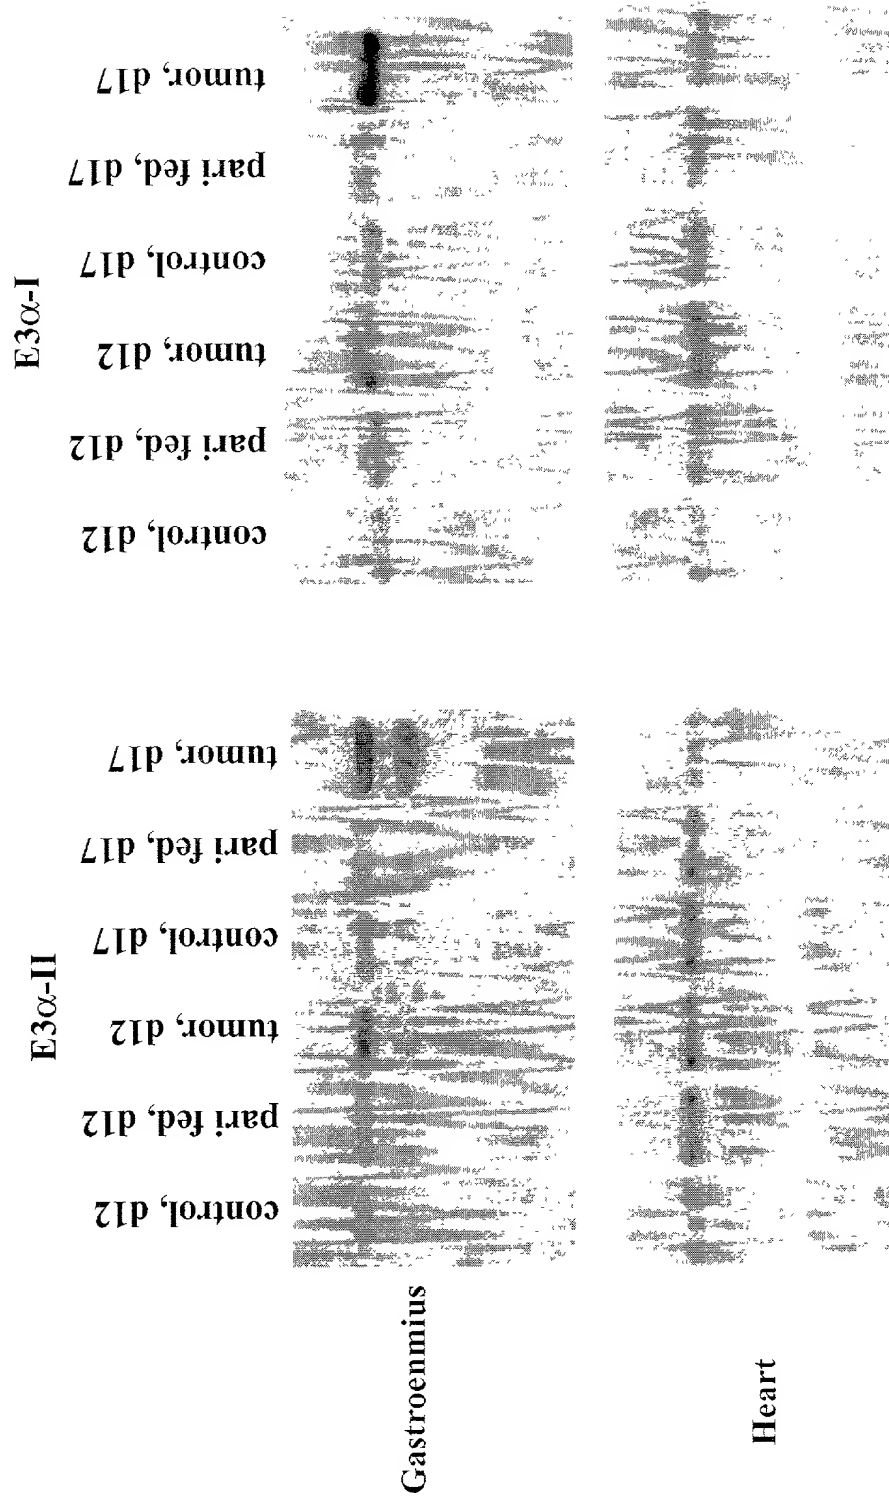 E3α-II
E3α-I
control, d12
pari fed, d12
tumor, d12
control, d17
pari fed, d17
tumor, d17
control, d12
pari fed, d12
tumor, d12
control, d17
pari fed, d17
tumor, d17
Gastroenmius
Heart